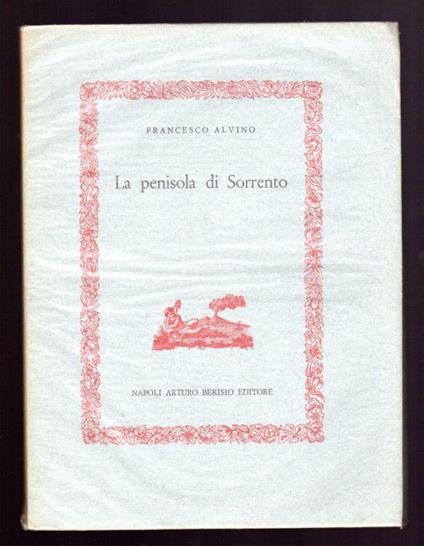 FRANCESCO ALVINO
La penisola di Sorrento
NAPOLI ARTURO BERISIO EDITORE